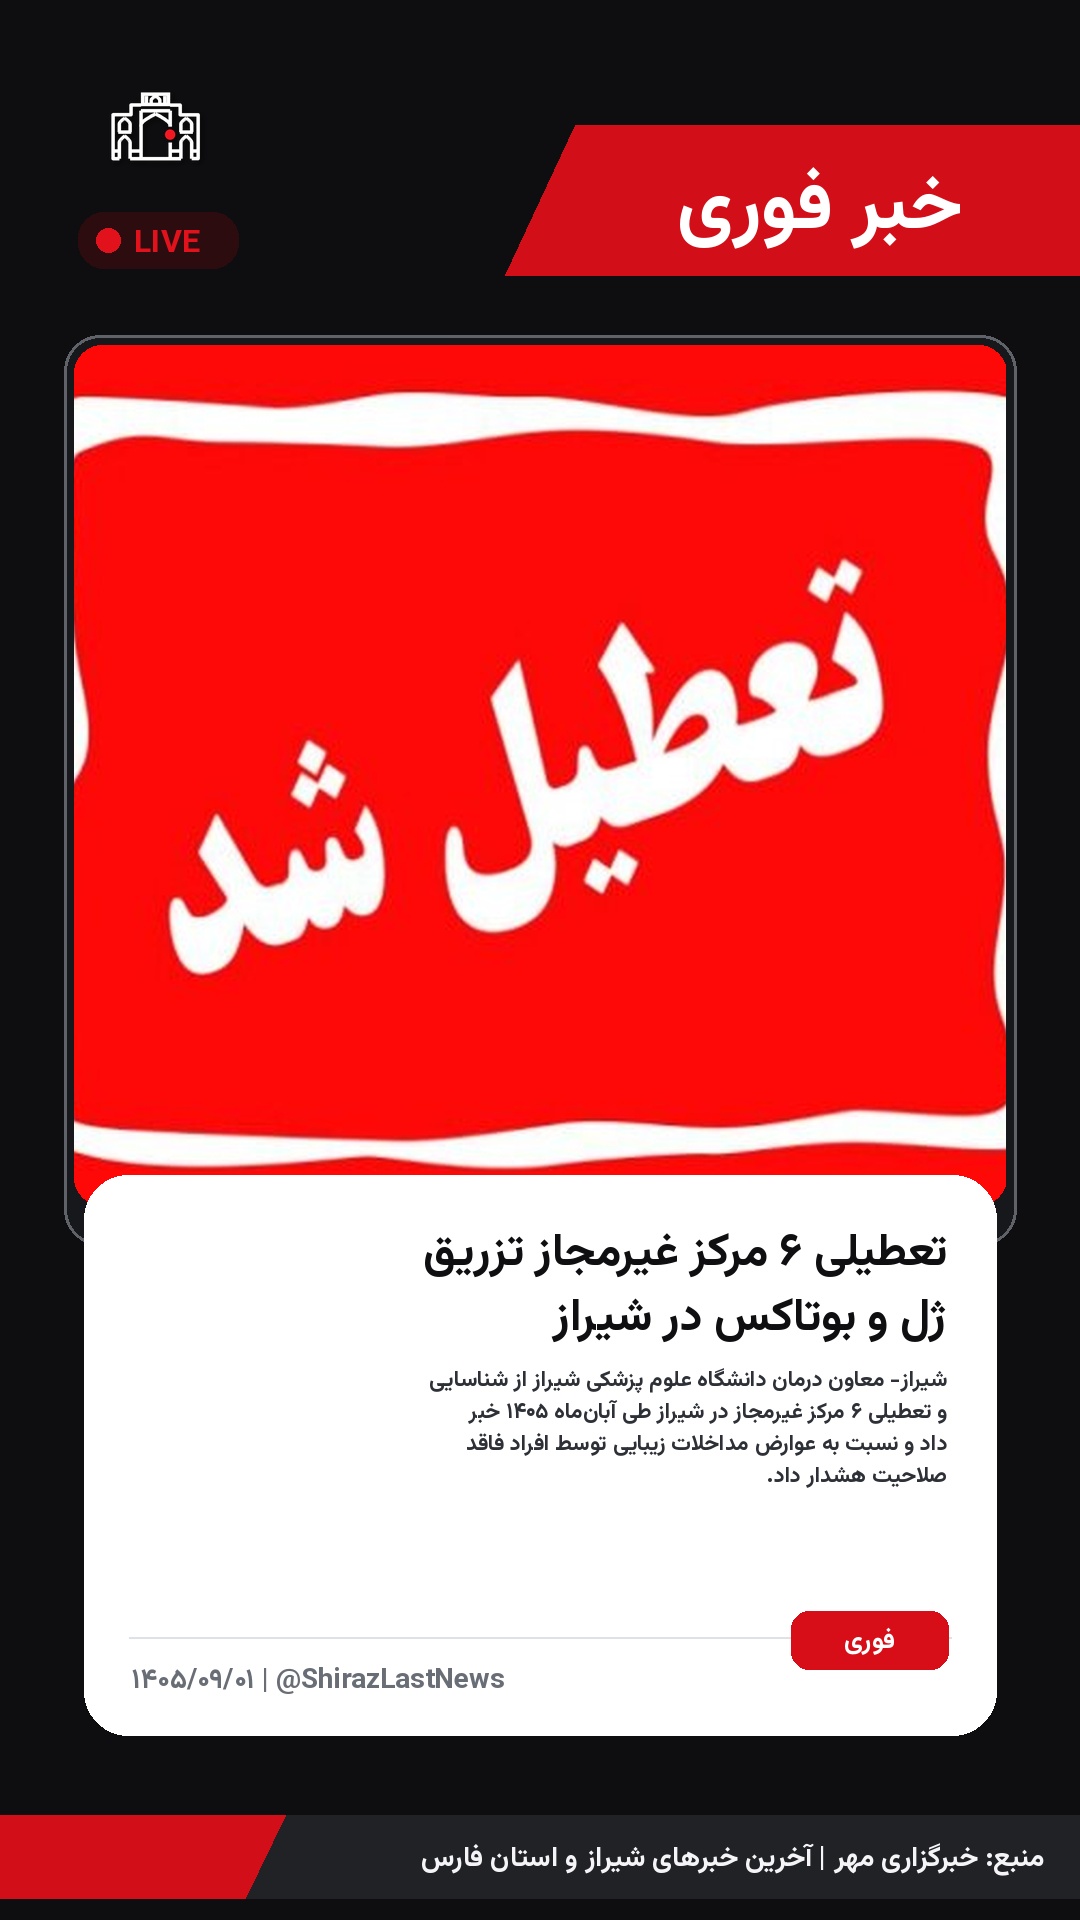 خبر فوری
LIVE
تعطیل شد
تعطیلی ۶ مرکز غیرمجاز تزریق
ژل و بوتاکس در شیراز
شیراز- معاون درمان دانشگاه علوم پزشکی شیراز از شناسایی
و تعطیلی ۶ مرکز غیرمجاز در شیراز طی آبان‌ماه ۱۴۰۵ خبر
داد و نسبت به عوارض مداخلات زیبایی توسط افراد فاقد
صلاحیت هشدار داد.
فوری
۱۴۰۵/۰۹/۰۱ | @ShirazLastNews
منبع: خبرگزاری مهر | آخرین خبرهای شیراز و استان فارس